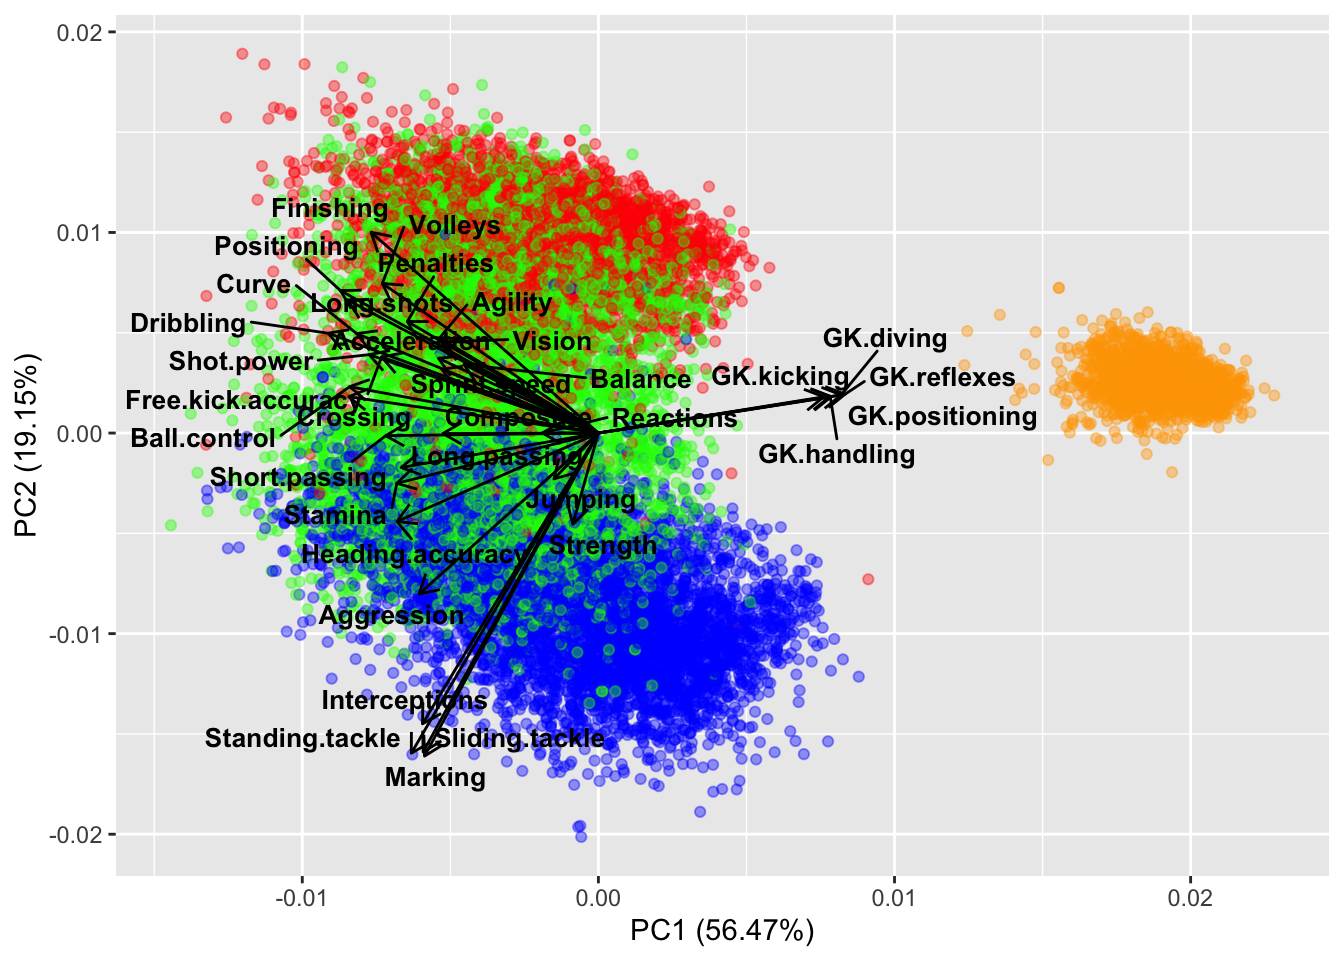 0.02
0.01
0.00
-0.01
-0.02
PC2 (19.15%)
Finishing
Volleys
Positioning
Penalties
Curve
Long.shots
Agility
Dribbling
Acceleration
Vision
GK.diving
Shot.power
Sprint.speed
Balance
GK.kicking
GK.reflexes
Free.kick.accuracy
Crossing
Composure
Reactions
GK.positioning
Ball.control
Long.passing
GK.handling
Short.passing
Jumping
Stamina
Heading.accuracy
Strength
Aggression
Interceptions
Standing.tackle
Sliding.tackle
Marking
-0.01
0.00
0.01
0.02
PC1 (56.47%)